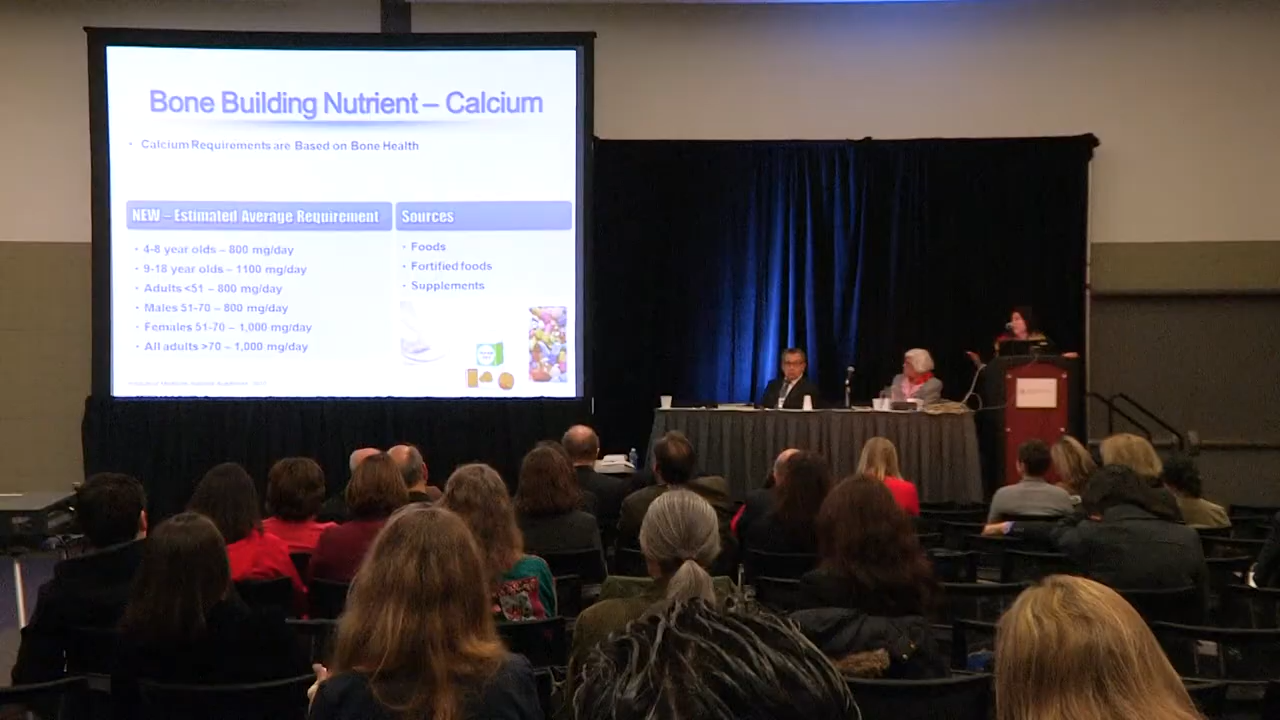 Bone Building Nutrient – Calcium
• Calcium Requirements are Based on Bone Health
NEW – Estimated Average Requirement
• 4-8 year olds – 800 mg/day
• 9-18 year olds – 1100 mg/day
• Adults <51 – 800 mg/day
• Males 51-70 – 800 mg/day
• Females 51-70 – 1,000 mg/day
• All adults >70 – 1,000 mg/day
Sources
• Foods
• Fortified foods
• Supplements